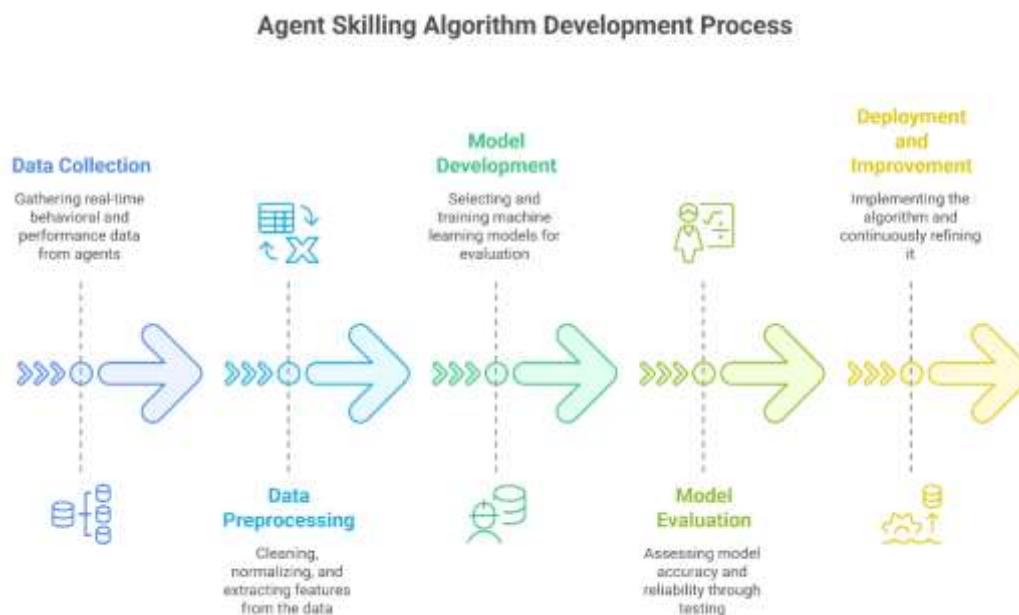 Agent Skilling Algorithm Development Process
Data Collection
Gathering real-time
behavioral and
performance data
from agents
Data
Preprocessing
Cleaning,
normalizing, and
extracting features
from the data
Model
Development
Selecting and
training machine
learning models for
evaluation
Model
Evaluation
Assessing model
accuracy and
reliability through
testing
Deployment
and
Improvement
Implementing the
algorithm and
continuously refining
it